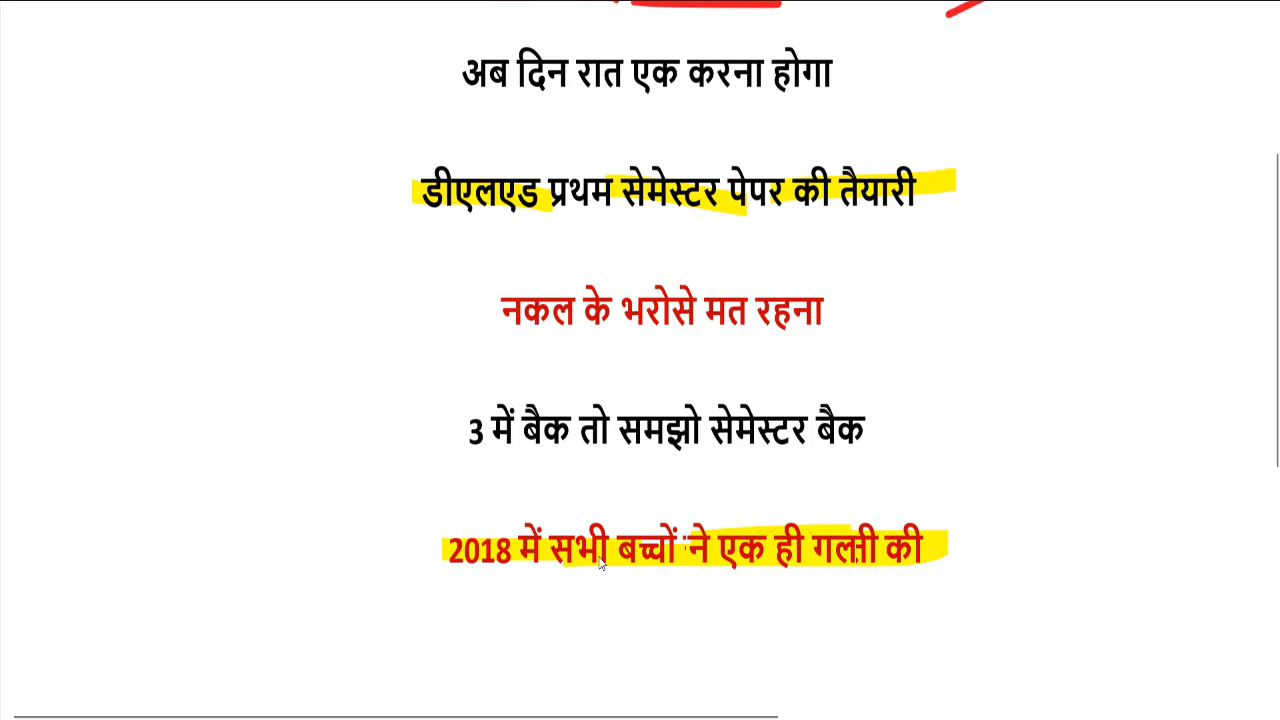 अब दिन रात एक करना होगा
डीएलएड प्रथम सेमेस्टर पेपर की तैयारी
नकल के भरोसे मत रहना
3 में बैक तो समझो सेमेस्टर बैक
2018 में सभी बच्चों ने एक ही गलती की